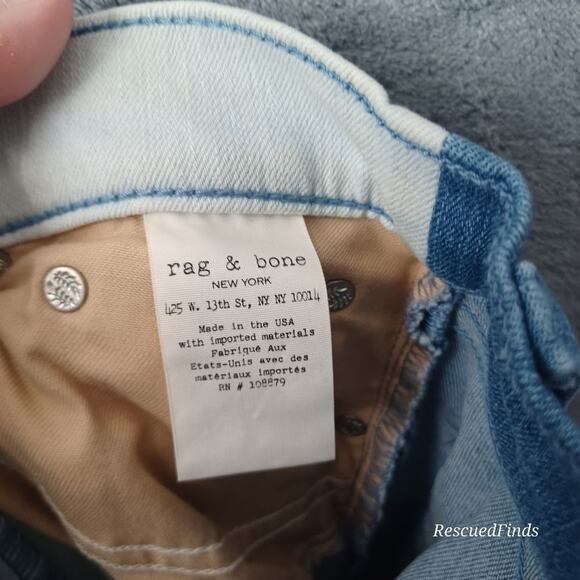 rag & bone
NEW YORK
425 W. 13th St, NY NY 10014
Made in the USA
with imported materials
Fabriqué Aux
Etats-Unis avec des
matériaux importés
RN # 108879
RescuedFinds